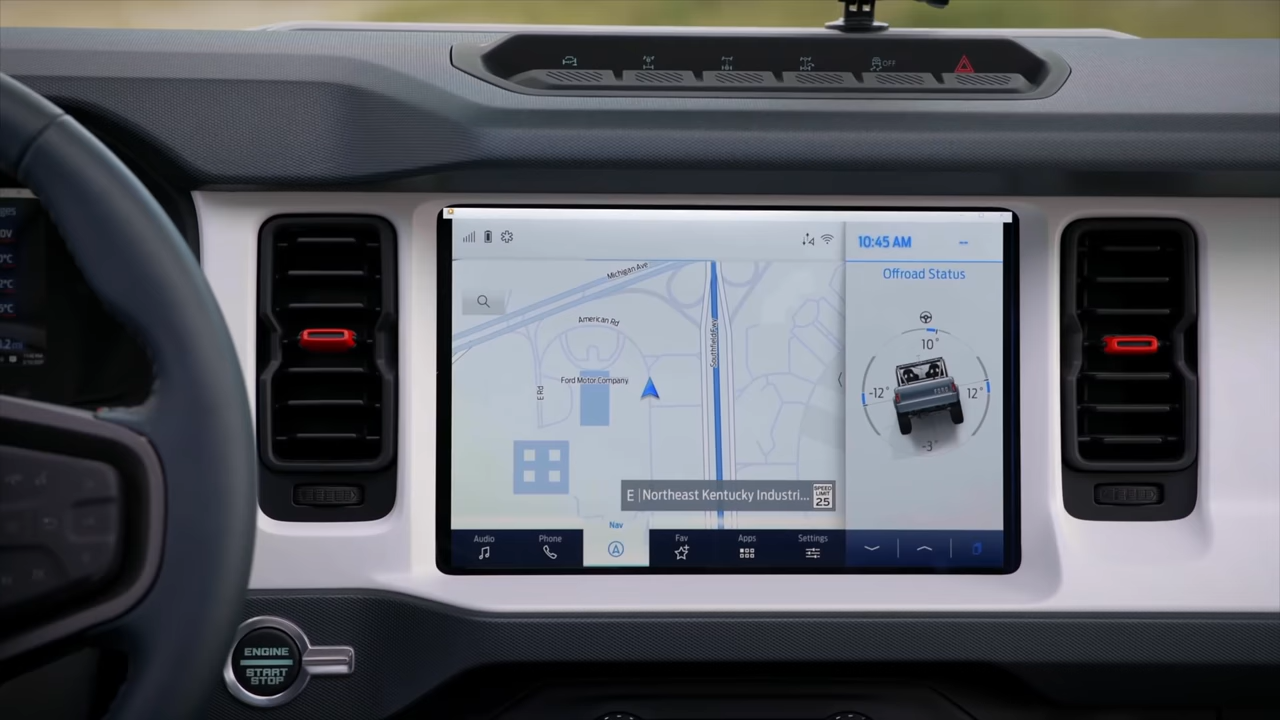 OFF
10:45 AM
--
Offroad Status
10°
-12°
12°
-3°
Michigan Ave
American Rd
Southfield Fwy
Ford Motor Company
E Rd
E | Northeast Kentucky Industri...
SPEED
LIMIT
25
Audio
Phone
Nav
Fav
Apps
Settings
ENGINE
START
STOP